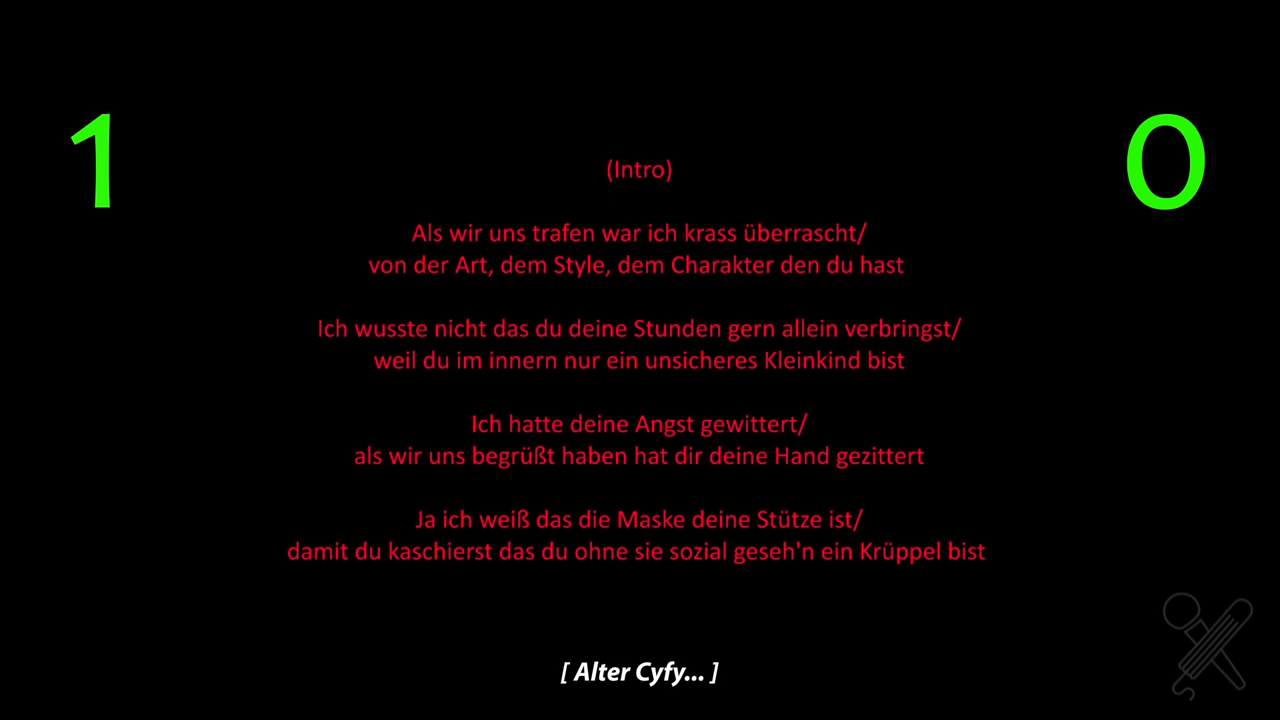 1
0
(Intro)
Als wir uns trafen war ich krass überrascht/
von der Art, dem Style, dem Charakter den du hast
Ich wusste nicht das du deine Stunden gern allein verbringst/
weil du im innern nur ein unsicheres Kleinkind bist
Ich hatte deine Angst gewittert/
als wir uns begrüßt haben hat dir deine Hand gezittert
Ja ich weiß das die Maske deine Stütze ist/
damit du kaschierst das du ohne sie sozial geseh'n ein Krüppel bist
[ Alter Cyfy... ]